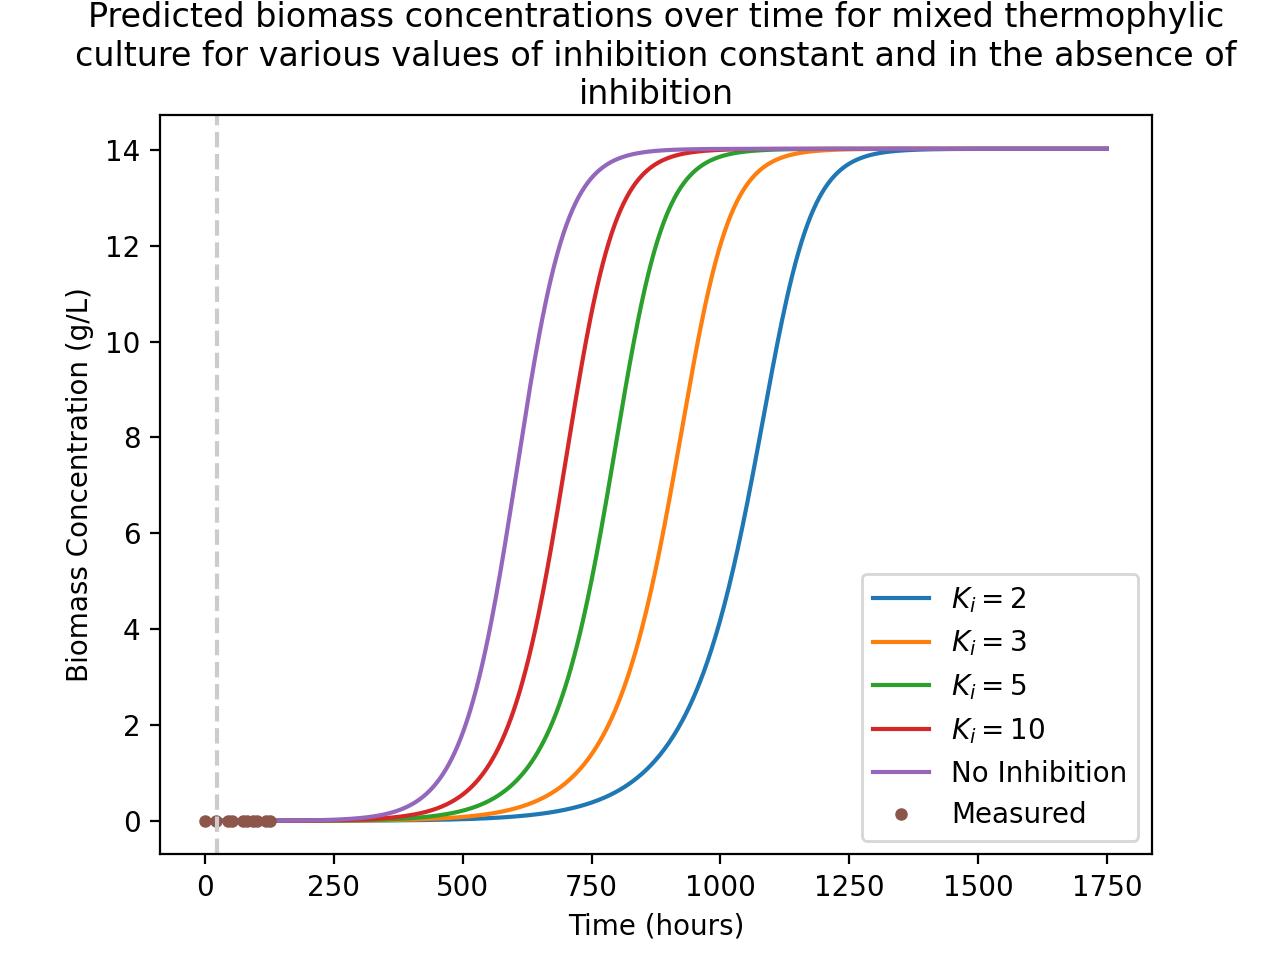 Predicted biomass concentrations over time for mixed thermophylic
culture for various values of inhibition constant and in the absence of
inhibition
14
12
10
8
6
4
2
0
Biomass Concentration (g/L)
0 250 500 750 1000 1250 1500 1750
Time (hours)
K_i = 2
K_i = 3
K_i = 5
K_i = 10
No Inhibition
Measured